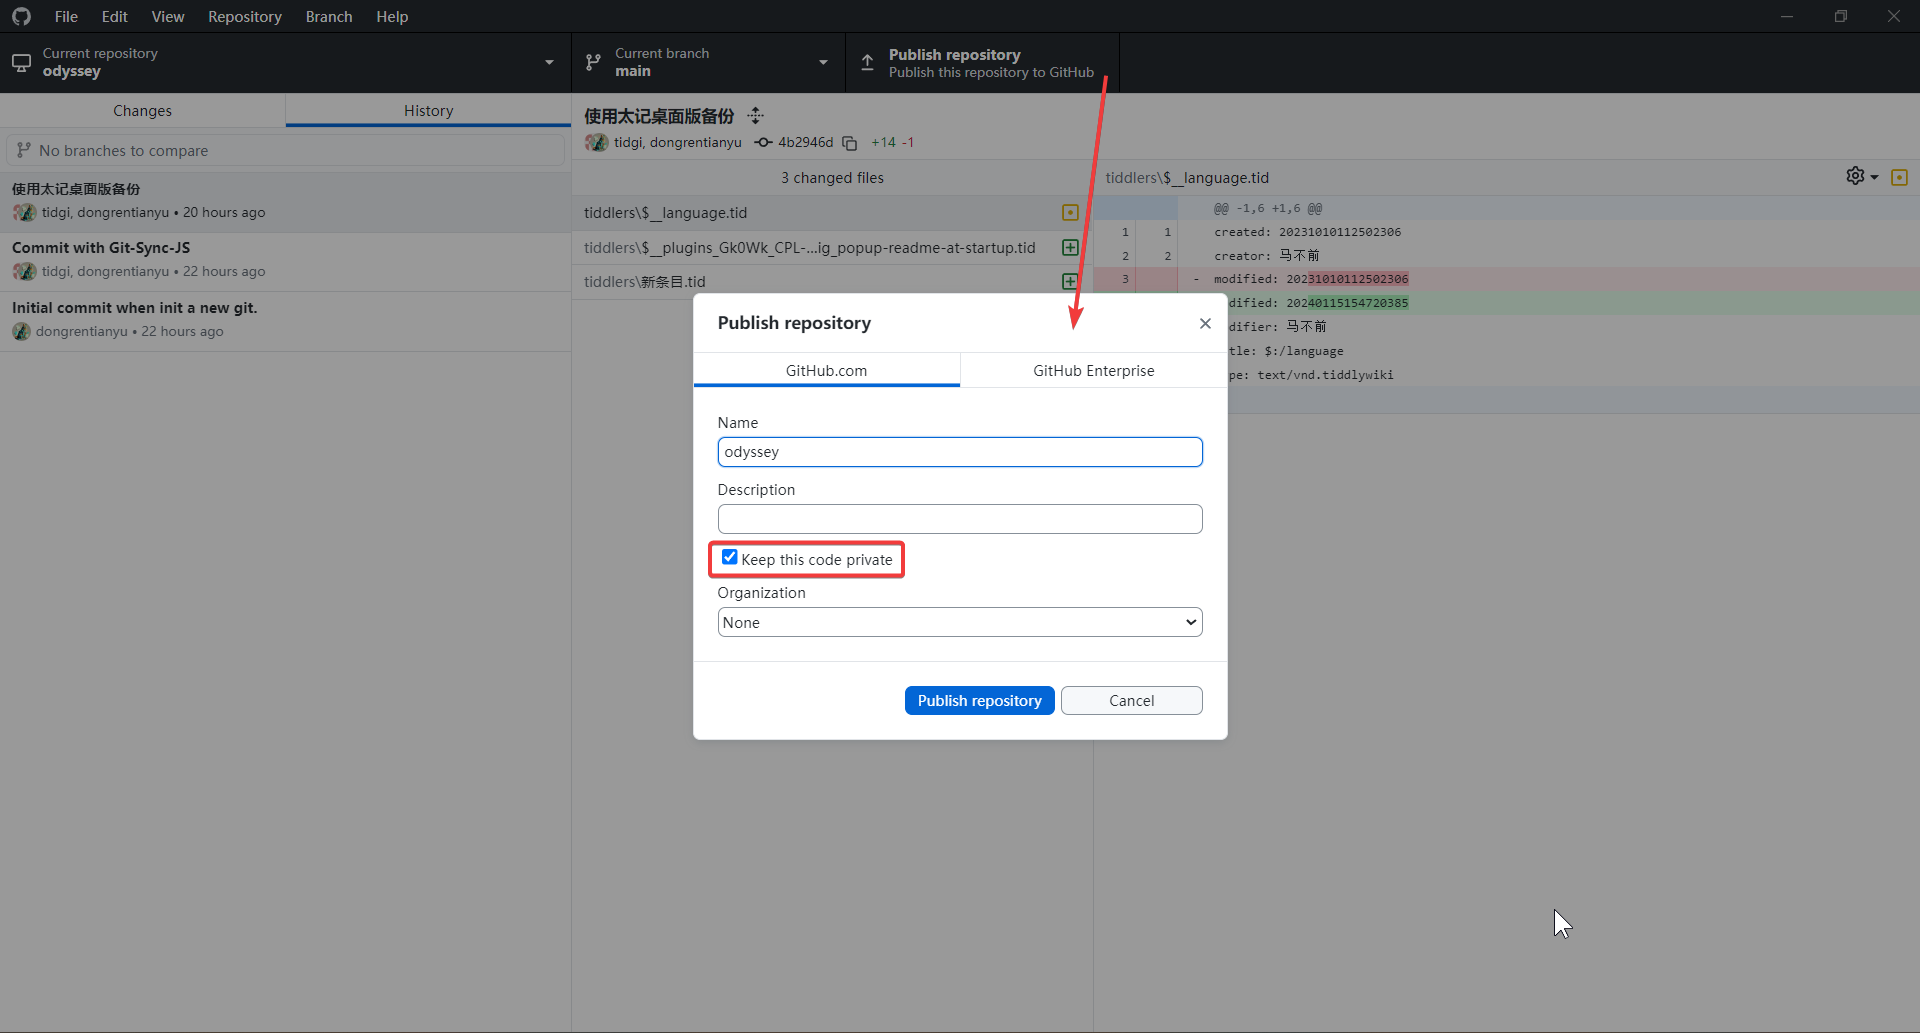 File Edit View Repository Branch Help
Current repository
odyssey
Current branch
main
Publish repository
Publish this repository to GitHub
Changes
History
No branches to compare
使用太记桌面版备份
tidgi, dongrentianyu • 20 hours ago
Commit with Git-Sync-JS
tidgi, dongrentianyu • 22 hours ago
Initial commit when init a new git.
dongrentianyu • 22 hours ago
使用太记桌面版备份
tidgi, dongrentianyu 4b2946d +14 -1
3 changed files
tiddlers\$__language.tid
tiddlers\$__plugins_Gk0Wk_CPL-...ig_popup-readme-at-startup.tid
tiddlers\新条目.tid
tiddlers\$__language.tid
@@ -1,6 +1,6 @@
1 1 created: 20231010112502306
2 2 creator: 马不前
3 - modified: 20231010112502306
dified: 20240115154720385
difier: 马不前
tle: $:/language
pe: text/vnd.tiddlywiki
Publish repository
GitHub.com
GitHub Enterprise
Name
odyssey
Description
Keep this code private
Organization
None
Publish repository
Cancel